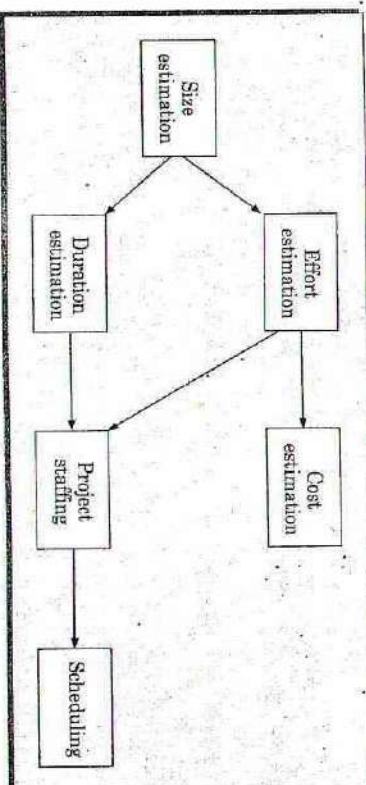 Size
estimation
Effort
estimation
Duration
estimation
Cost
estimation
Project
staffing
Scheduling